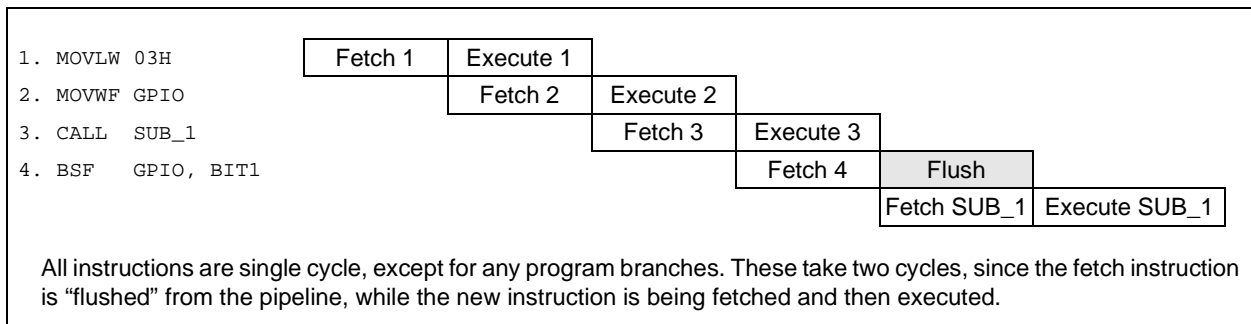 1. MOVLW 03H Fetch 1 Execute 1
2. MOVWF GPIO Fetch 2 Execute 2
3. CALL SUB_1 Fetch 3 Execute 3
4. BSF GPIO, BIT1 Fetch 4 Flush
Fetch SUB_1 Execute SUB_1
All instructions are single cycle, except for any program branches. These take two cycles, since the fetch instruction
is “flushed” from the pipeline, while the new instruction is being fetched and then executed.